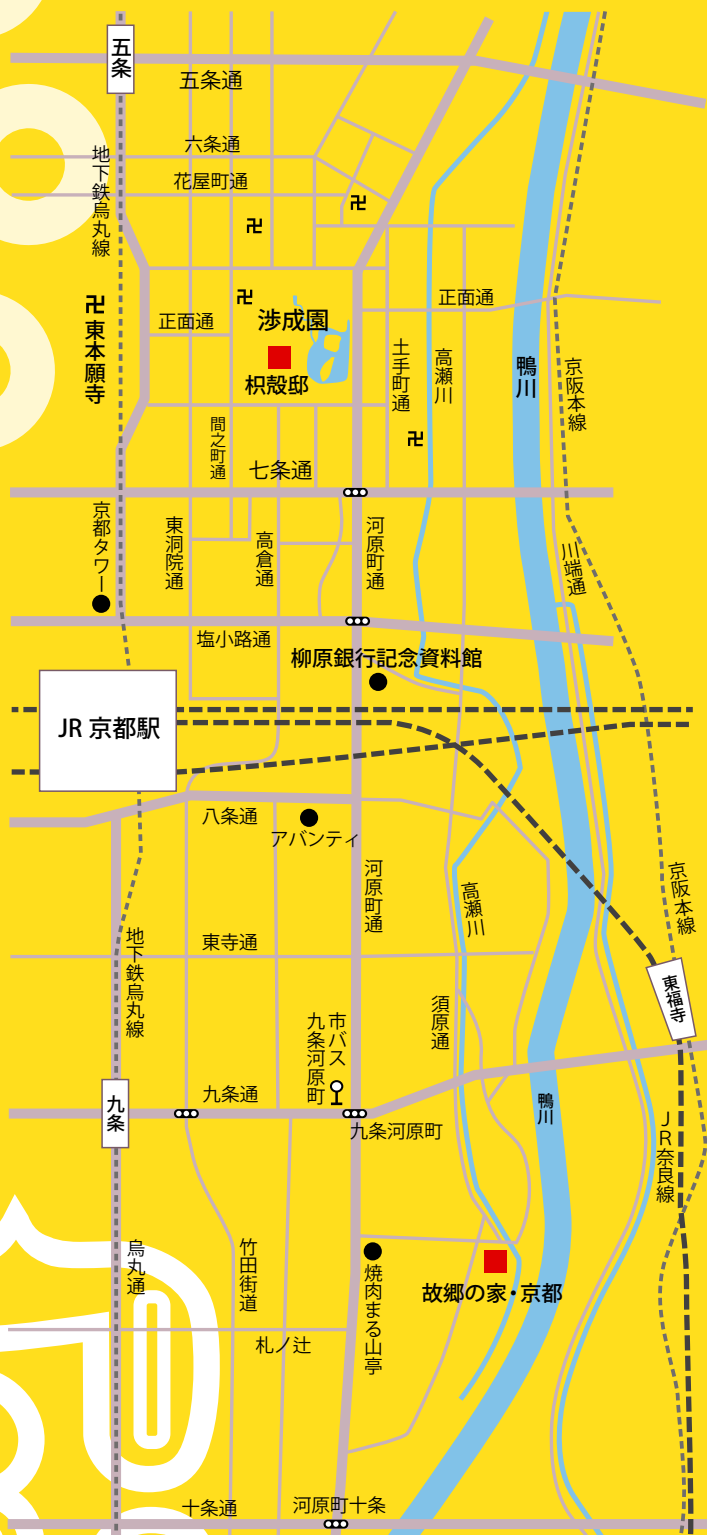 五条
五条通
六条通
花屋町通
地下鉄烏丸線
卍
卍
卍
卍 東本願寺
正面通
渉成園
枳殻邸
正面通
土手町通
高瀬川
鴨川
京阪本線
卍
間之町通
七条通
京都タワー
東洞院通
高倉通
河原町通
川端通
塩小路通
柳原銀行記念資料館
JR 京都駅
八条通
アバンティ
河原町通
高瀬川
京阪本線
地下鉄烏丸線
東寺通
須原通
東福寺
市バス
九条河原町
九条
九条通
九条河原町
鴨川
JR奈良線
烏丸通
竹田街道
焼肉まる山亭
故郷の家・京都
札ノ辻
十条通
河原町十条